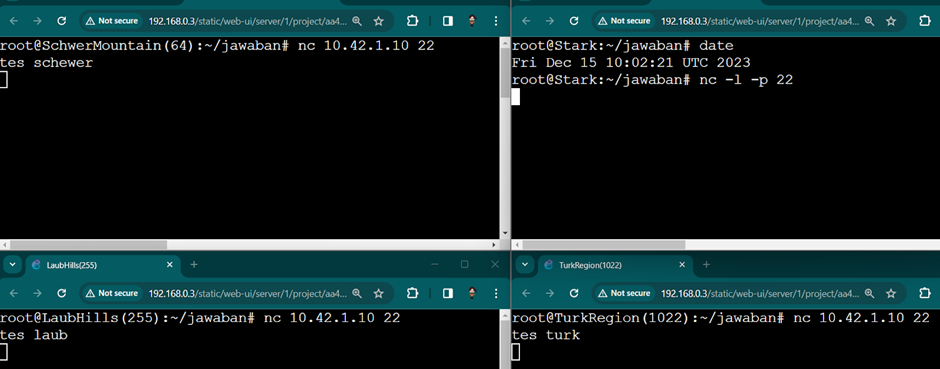 Not secure 192.168.0.3/static/web-ui/server/1/project/aa4...
root@SchwerMountain(64):~/jawaban# nc 10.42.1.10 22
tes schewer
Not secure 192.168.0.3/static/web-ui/server/1/project/aa4...
root@Stark:~/jawaban# date
Fri Dec 15 10:02:21 UTC 2023
root@Stark:~/jawaban# nc -l -p 22
LaubHills(255)
Not secure 192.168.0.3/static/web-ui/server/1/project/aa4...
root@LaubHills(255):~/jawaban# nc 10.42.1.10 22
tes laub
TurkRegion(1022)
Not secure 192.168.0.3/static/web-ui/server/1/project/aa4...
root@TurkRegion(1022):~/jawaban# nc 10.42.1.10 22
tes turk